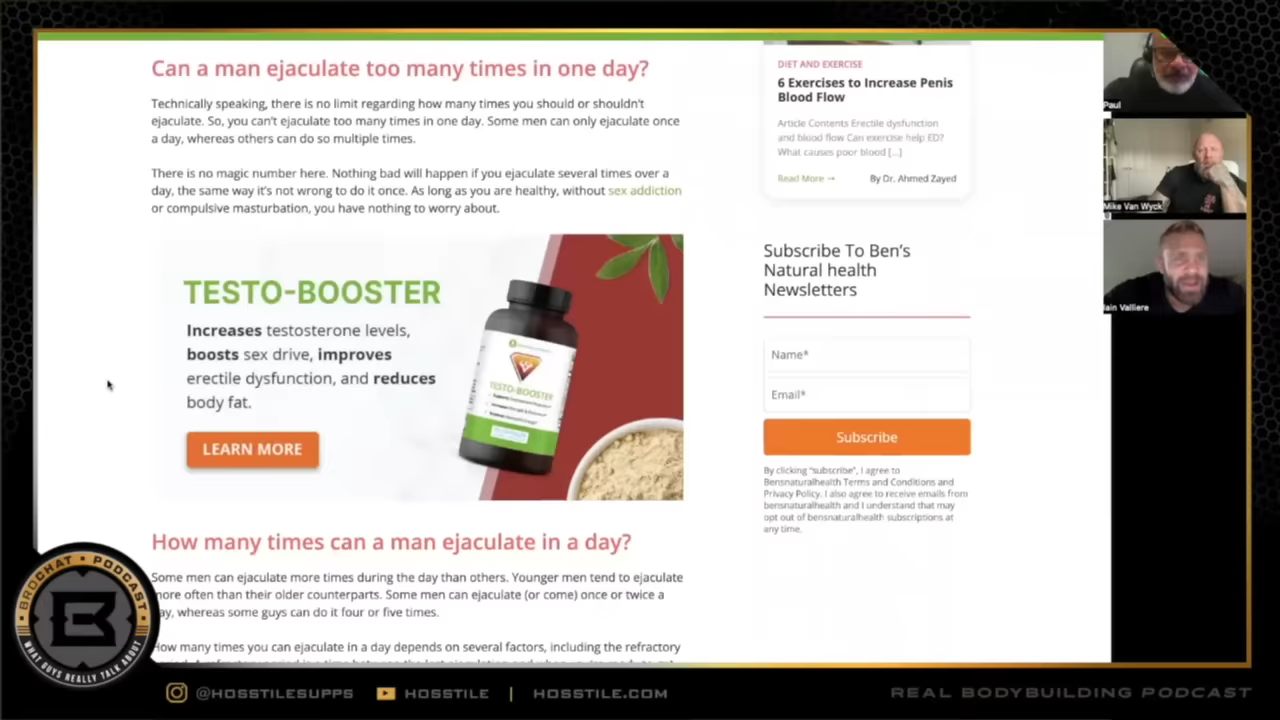 Can a man ejaculate too many times in one day?
Technically speaking, there is no limit regarding how many times you should or shouldn't
ejaculate. So, you can't ejaculate too many times in one day. Some men can only ejaculate once
a day, whereas others can do so multiple times.
There is no magic number here. Nothing bad will happen if you ejaculate several times over a
day, the same way it's not wrong to do it once. As long as you are healthy, without sex addiction
or compulsive masturbation, you have nothing to worry about.
TESTO-BOOSTER
Increases testosterone levels,
boosts sex drive, improves
erectile dysfunction, and reduces
body fat.
LEARN MORE
TESTO-BOOSTER
How many times can a man ejaculate in a day?
Some men can ejaculate more times during the day than others. Younger men tend to ejaculate
more often than their older counterparts. Some men can ejaculate (or come) once or twice a
day, whereas some guys can do it four or five times.
How many times you can ejaculate in a day depends on several factors, including the refractory
DIET AND EXERCISE
6 Exercises to Increase Penis
Blood Flow
Article Contents Erectile dysfunction
and blood flow Can exercise help ED?
What causes poor blood [...]
Read More → By Dr. Ahmed Zayed
Subscribe To Ben's
Natural health
Newsletters
Name*
Email*
Subscribe
By clicking "subscribe", I agree to
Bensnaturalhealth Terms and Conditions and
Privacy Policy. I also agree to receive emails from
bensnaturalhealth and I understand that may
opt out of bensnaturalhealth subscriptions at
any time.
Paul
Mike Van Wyck
Iain Valliere
BROCHAT • PODCAST
WHAT GUYS REALLY TALK ABOUT
@HOSSTILESUPPS HOSSTILE | HOSSTILE.COM
REAL BODYBUILDING PODCAST